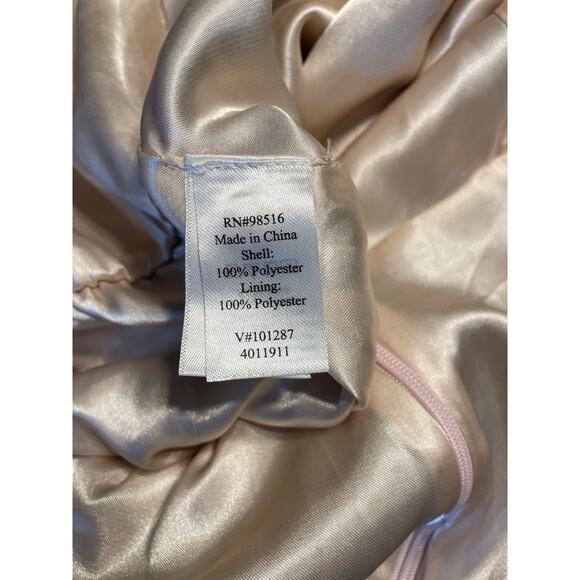 RN#98516
Made in China
Shell:
100% Polyester
Lining:
100% Polyester
V#101287
4011911